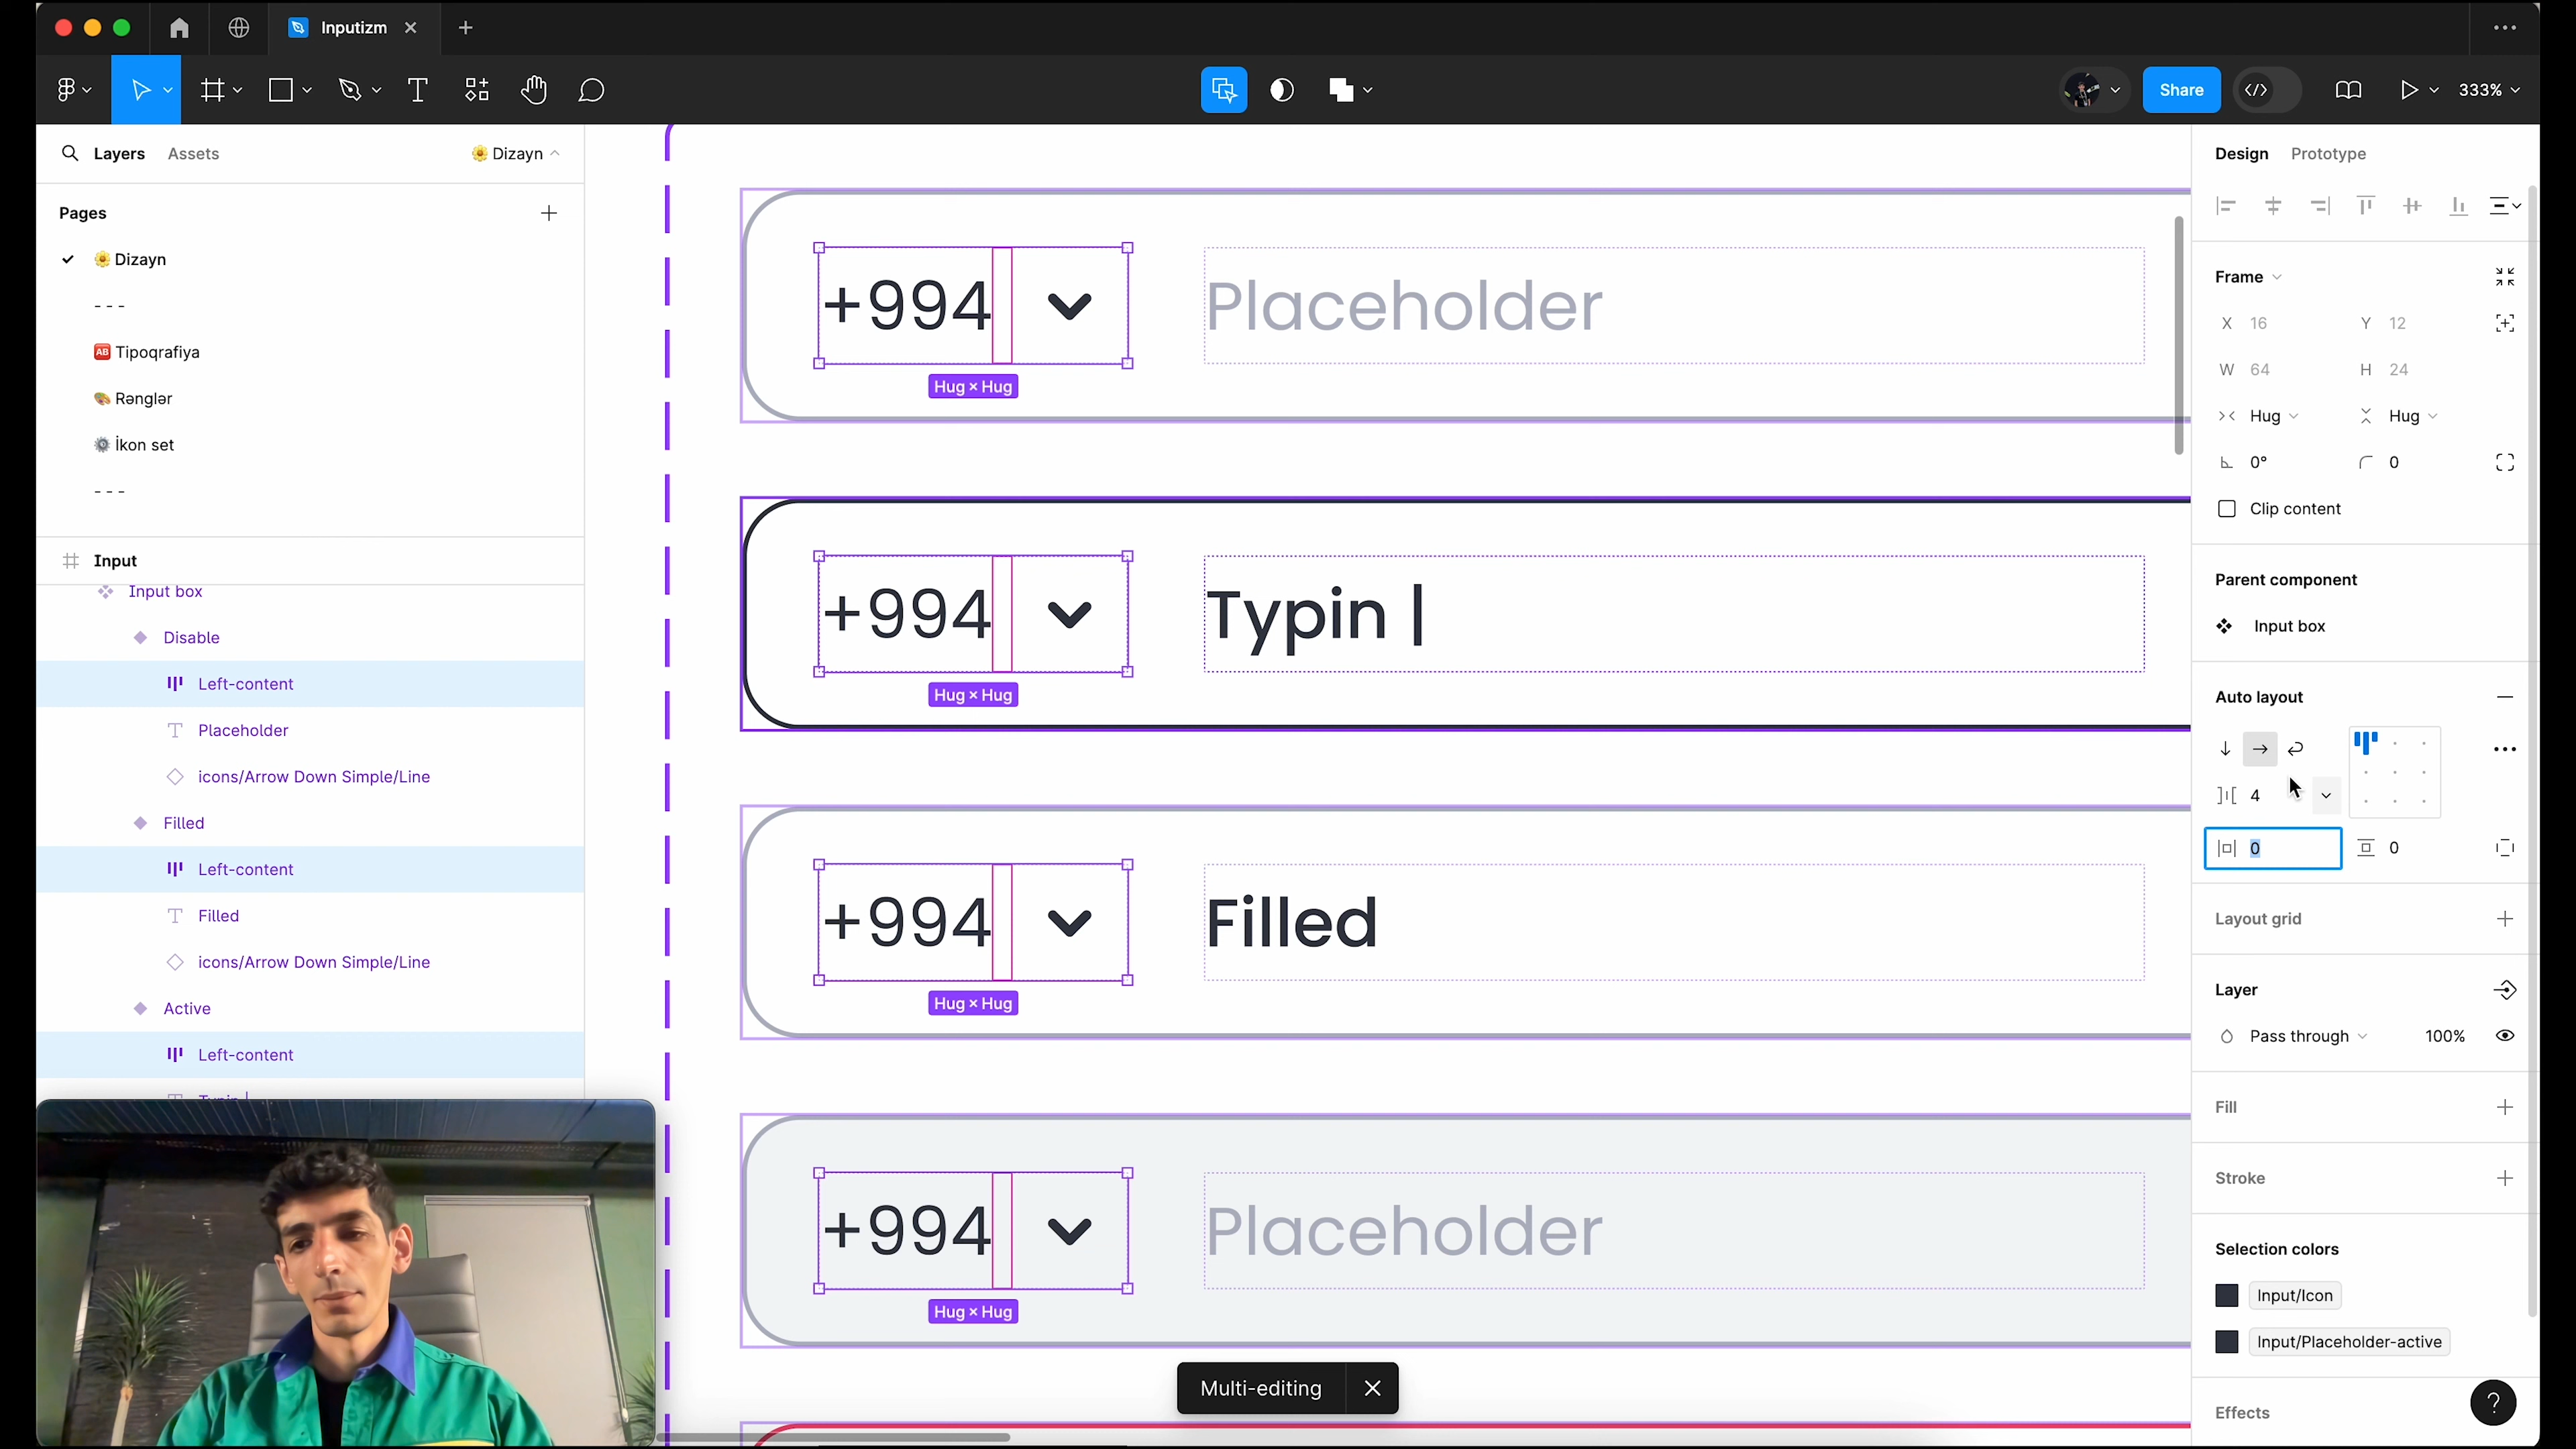 Inputizm
Share
333%
Layers
Assets
Dizayn
Pages
Dizayn
- - -
AB Tipoqrafiya
Rənglər
İkon set
- - -
Input
Input box
Disable
Left-content
Placeholder
icons/Arrow Down Simple/Line
Filled
Left-content
Filled
icons/Arrow Down Simple/Line
Active
Left-content
Typin |
+994
Placeholder
Hug × Hug
+994
Typin |
Hug × Hug
+994
Filled
Hug × Hug
+994
Placeholder
Hug × Hug
Multi-editing
Design
Prototype
Frame
X 16
Y 12
W 64
H 24
Hug
Hug
0°
0
Clip content
Parent component
Input box
Auto layout
4
0
0
Layout grid
Layer
Pass through
100%
Fill
Stroke
Selection colors
Input/Icon
Input/Placeholder-active
Effects
?